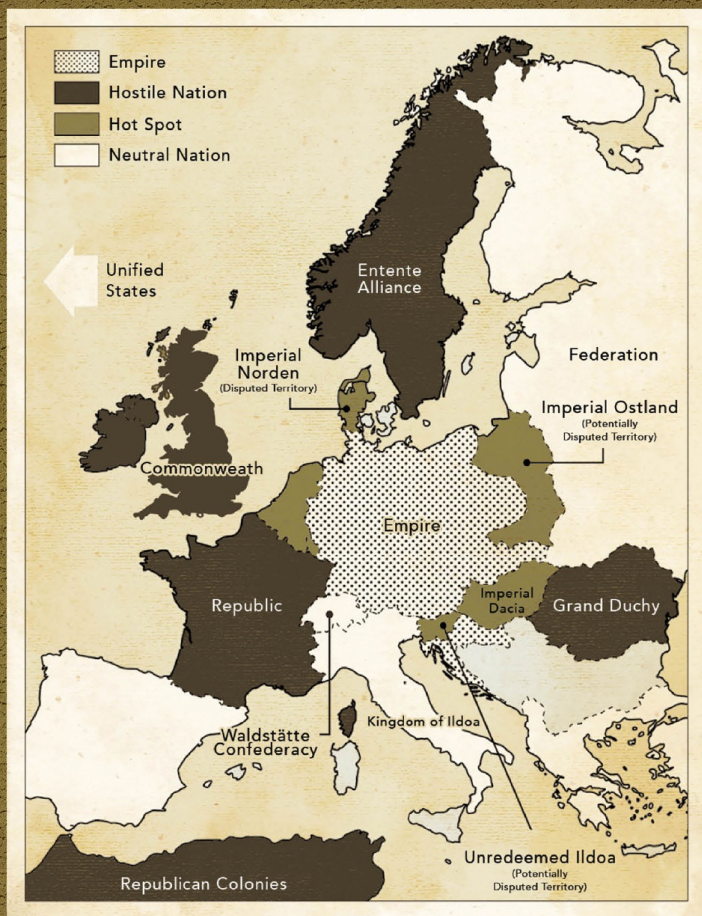 Empire
Hostile Nation
Hot Spot
Neutral Nation
Unified
States
Entente
Alliance
Imperial
Norden
(Disputed Territory)
Federation
Imperial Ostland
(Potentially
Disputed Territory)
Commonweath
Empire
Republic
Imperial
Dacia
Grand Duchy
Kingdom of Ildoa
Waldstätte
Confederacy
Unredeemed Ildoa
(Potentially
Disputed Territory)
Republican Colonies